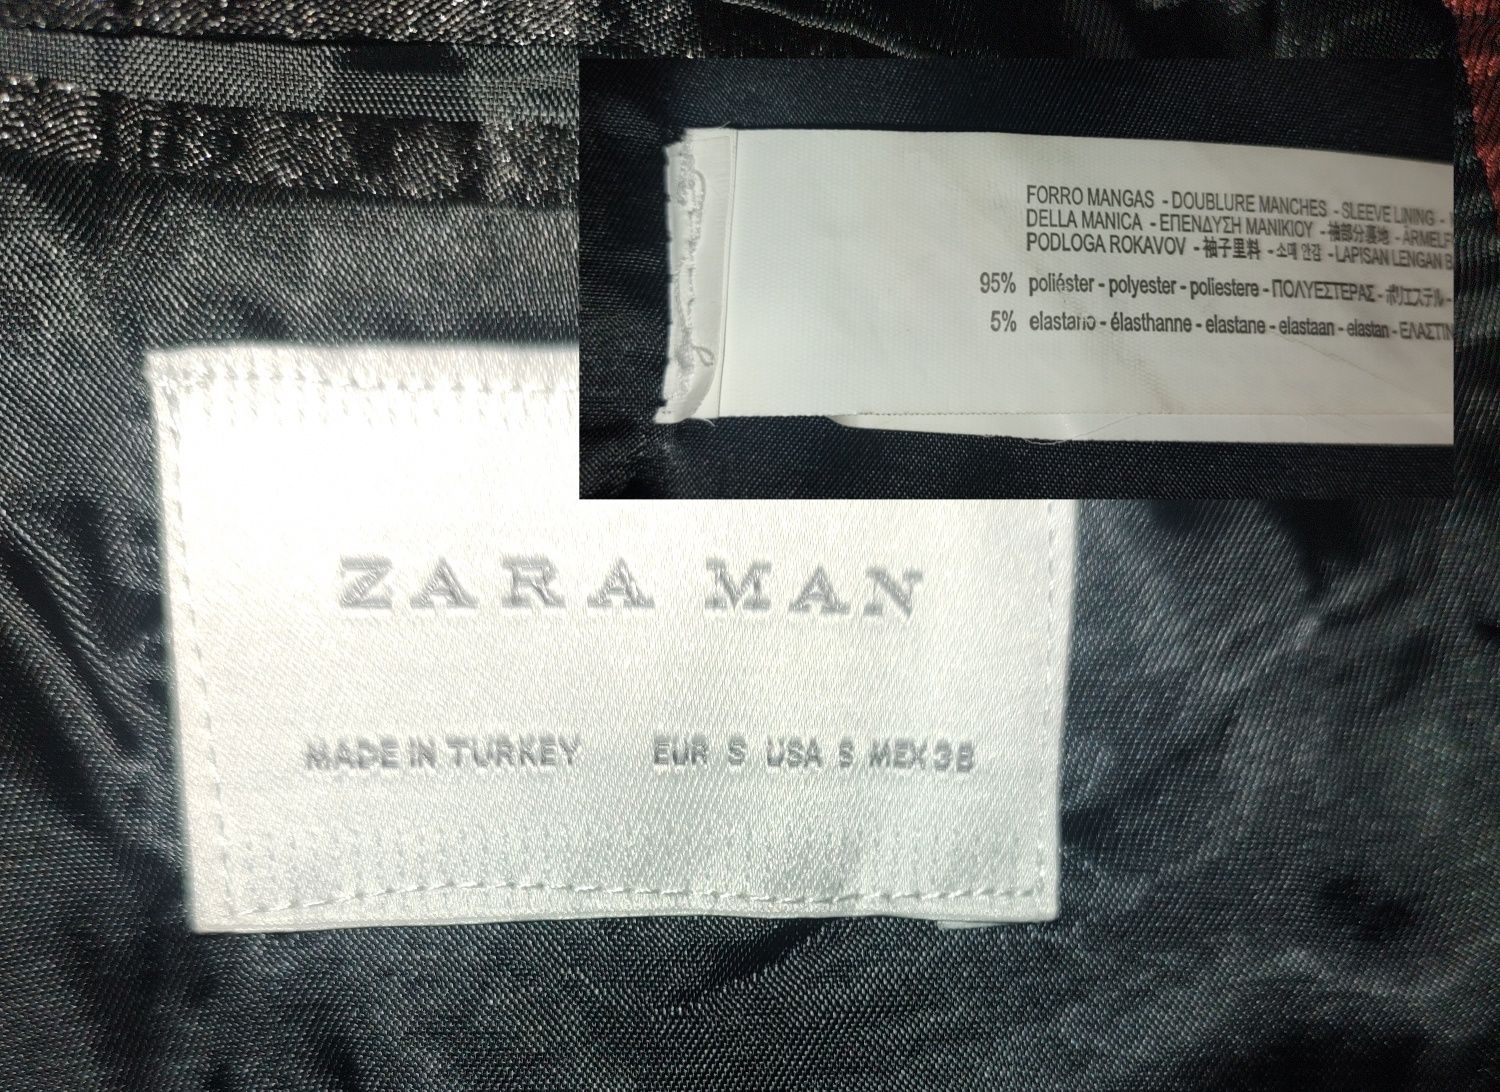 FORRO MANGAS - DOUBLURE MANCHES - SLEEVE LINING -
DELLA MANICA - ΕΠΕΝΔΥΣΗ ΜΑΝΙΚΙΟΥ - 袖部分裏地 - ÄRMELF
PODLOGA ROKAVOV - 袖子里料 - 소매 안감 - LAPISAN LENGAN B
95% poliéster - polyester - poliestere - ΠΟΛΥΕΣΤΕΡΑΣ - ポリエステル -
5% elastano - élasthanne - elastane - elastaan - elastan - ΕΛΑΣΤΙΝ
ZARA MAN
MADE IN TURKEY EUR S USA S MEX 38